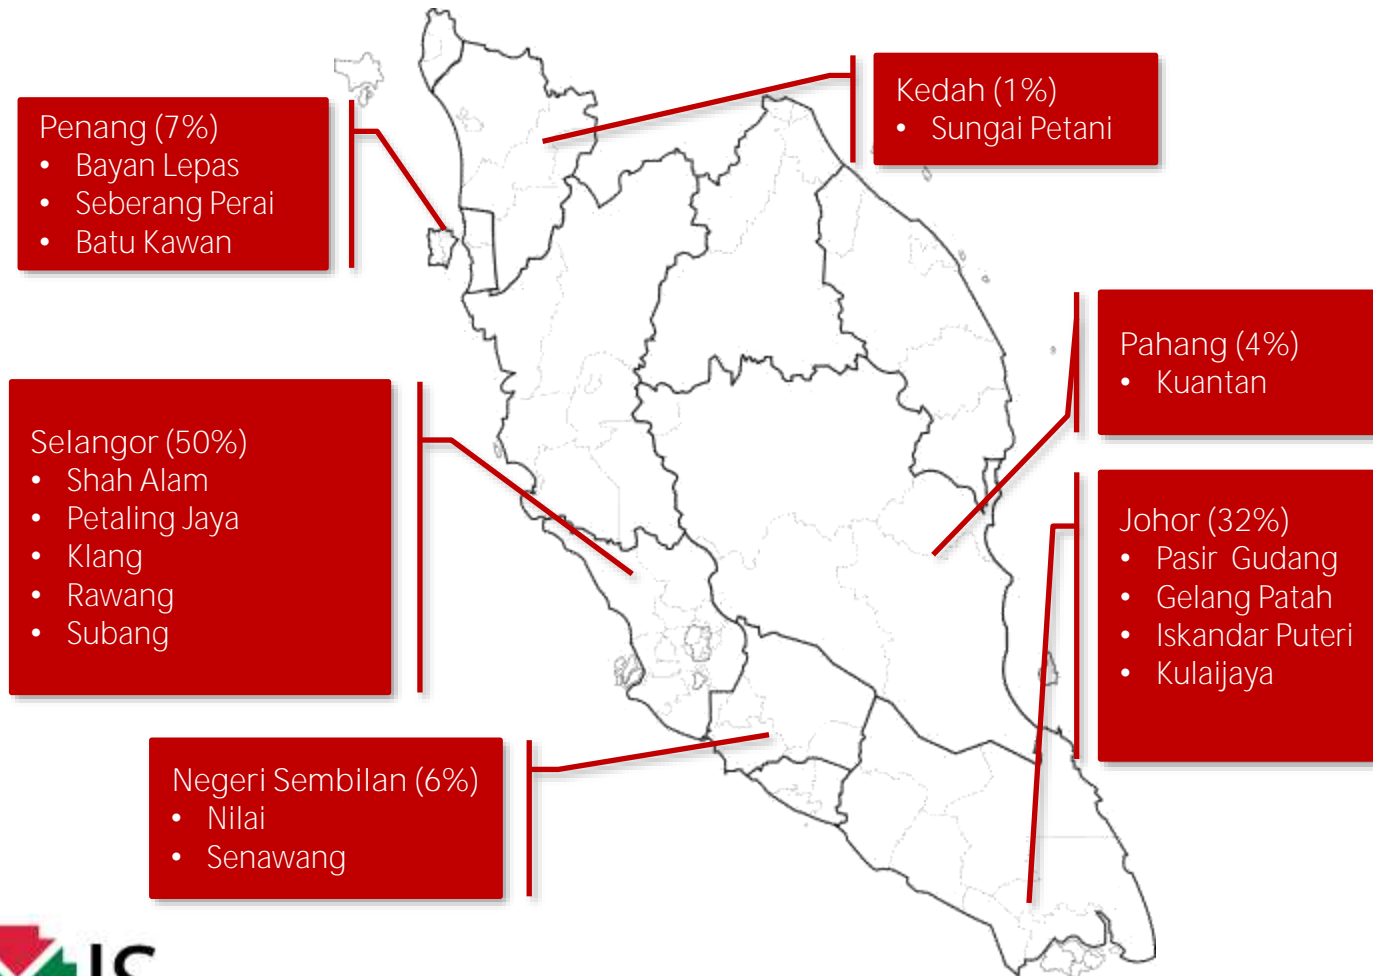 Kedah (1%)
• Sungai Petani
Penang (7%)
• Bayan Lepas
• Seberang Perai
• Batu Kawan
Pahang (4%)
• Kuantan
Selangor (50%)
• Shah Alam
• Petaling Jaya
• Klang
• Rawang
• Subang
Johor (32%)
• Pasir Gudang
• Gelang Patah
• Iskandar Puteri
• Kulaijaya
Negeri Sembilan (6%)
• Nilai
• Senawang